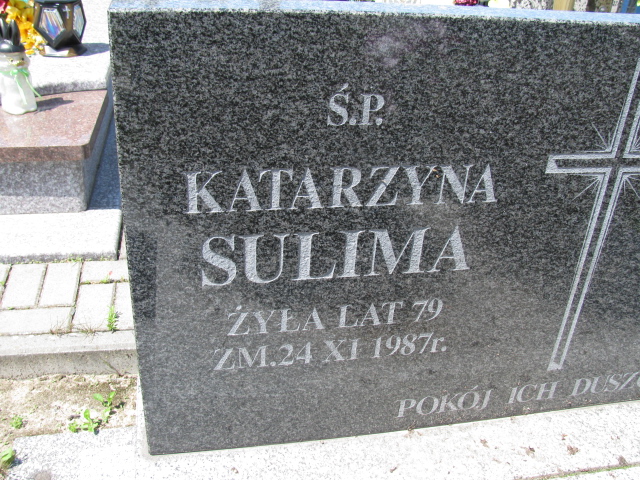 Ś.P.
KATARZYNA
SULIMA
ŻYŁA LAT 79
ZM. 24 XI 1987r.
POKÓJ ICH